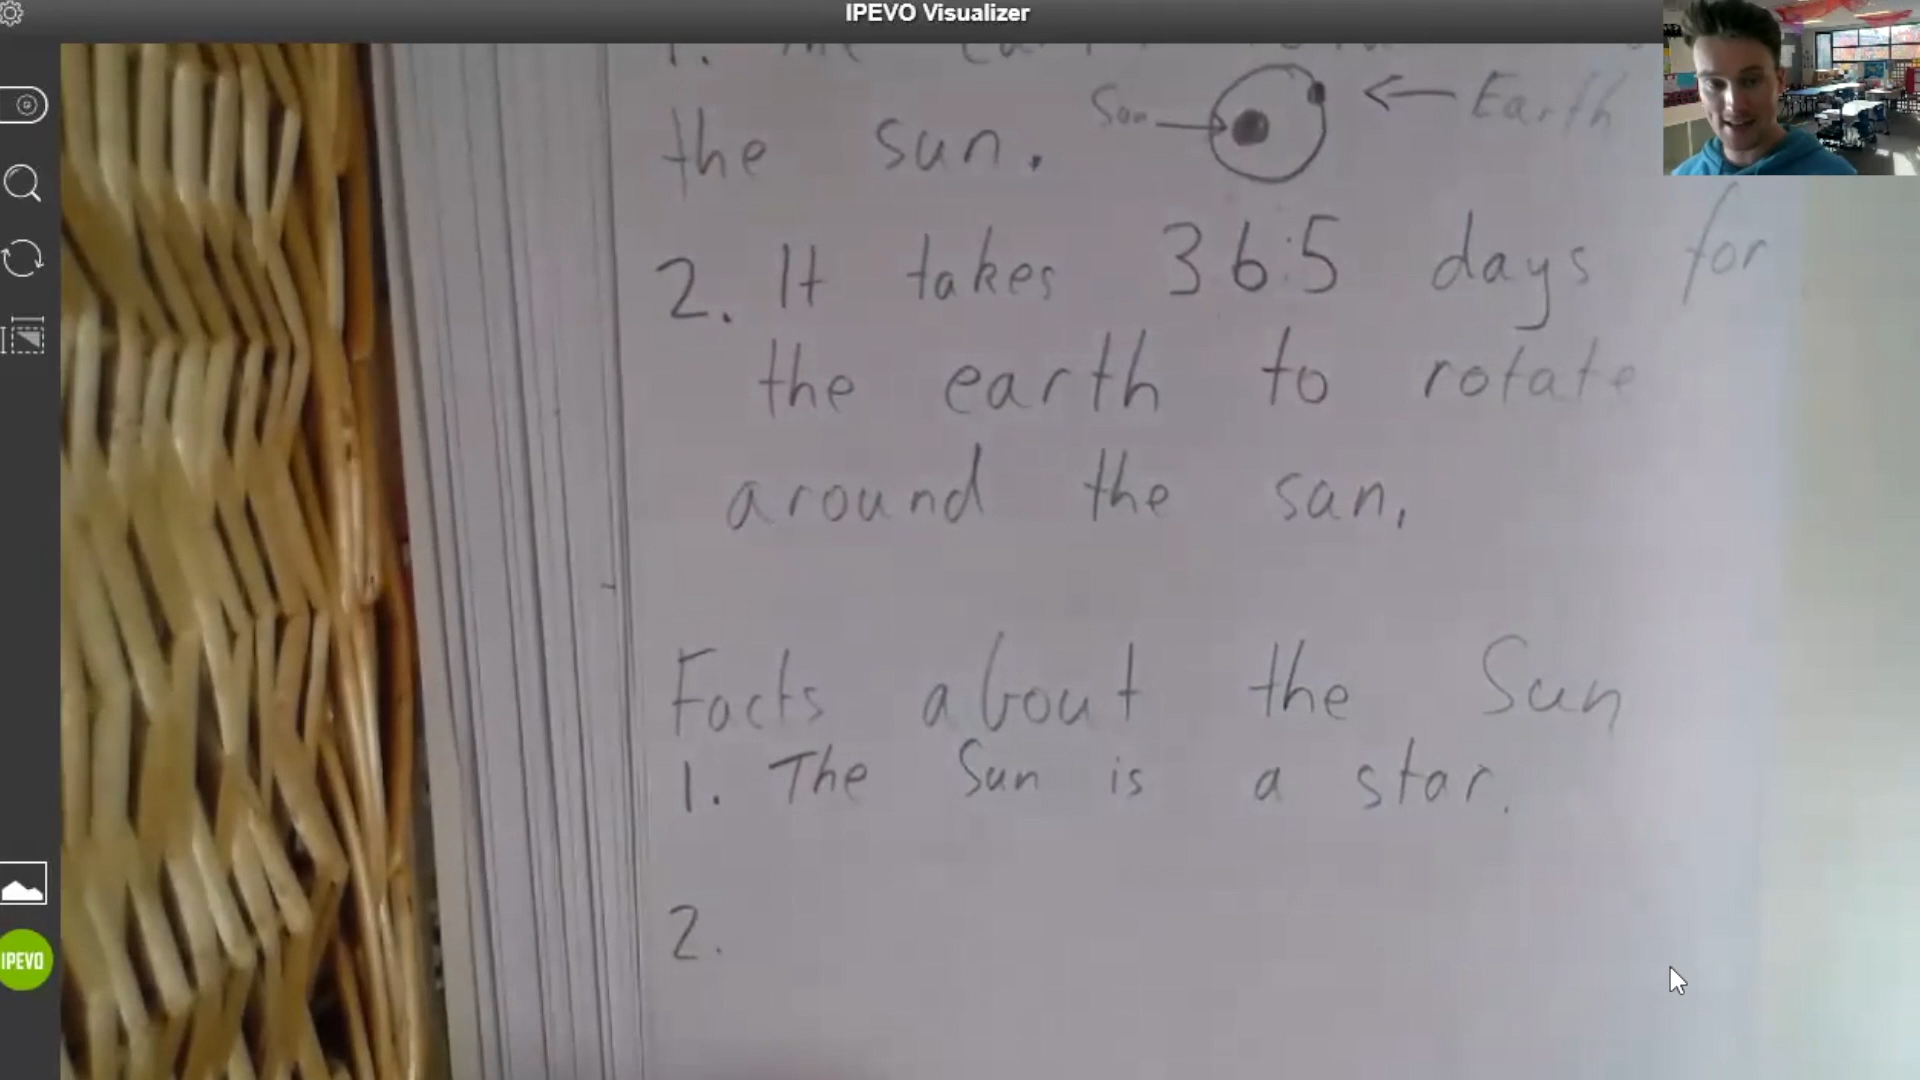 IPEVO Visualizer
the sun.
Sun
Earth
2. It takes 365 days for
the earth to rotate
around the sun.
Facts about the Sun
1. The Sun is a star.
2.
IPEVO